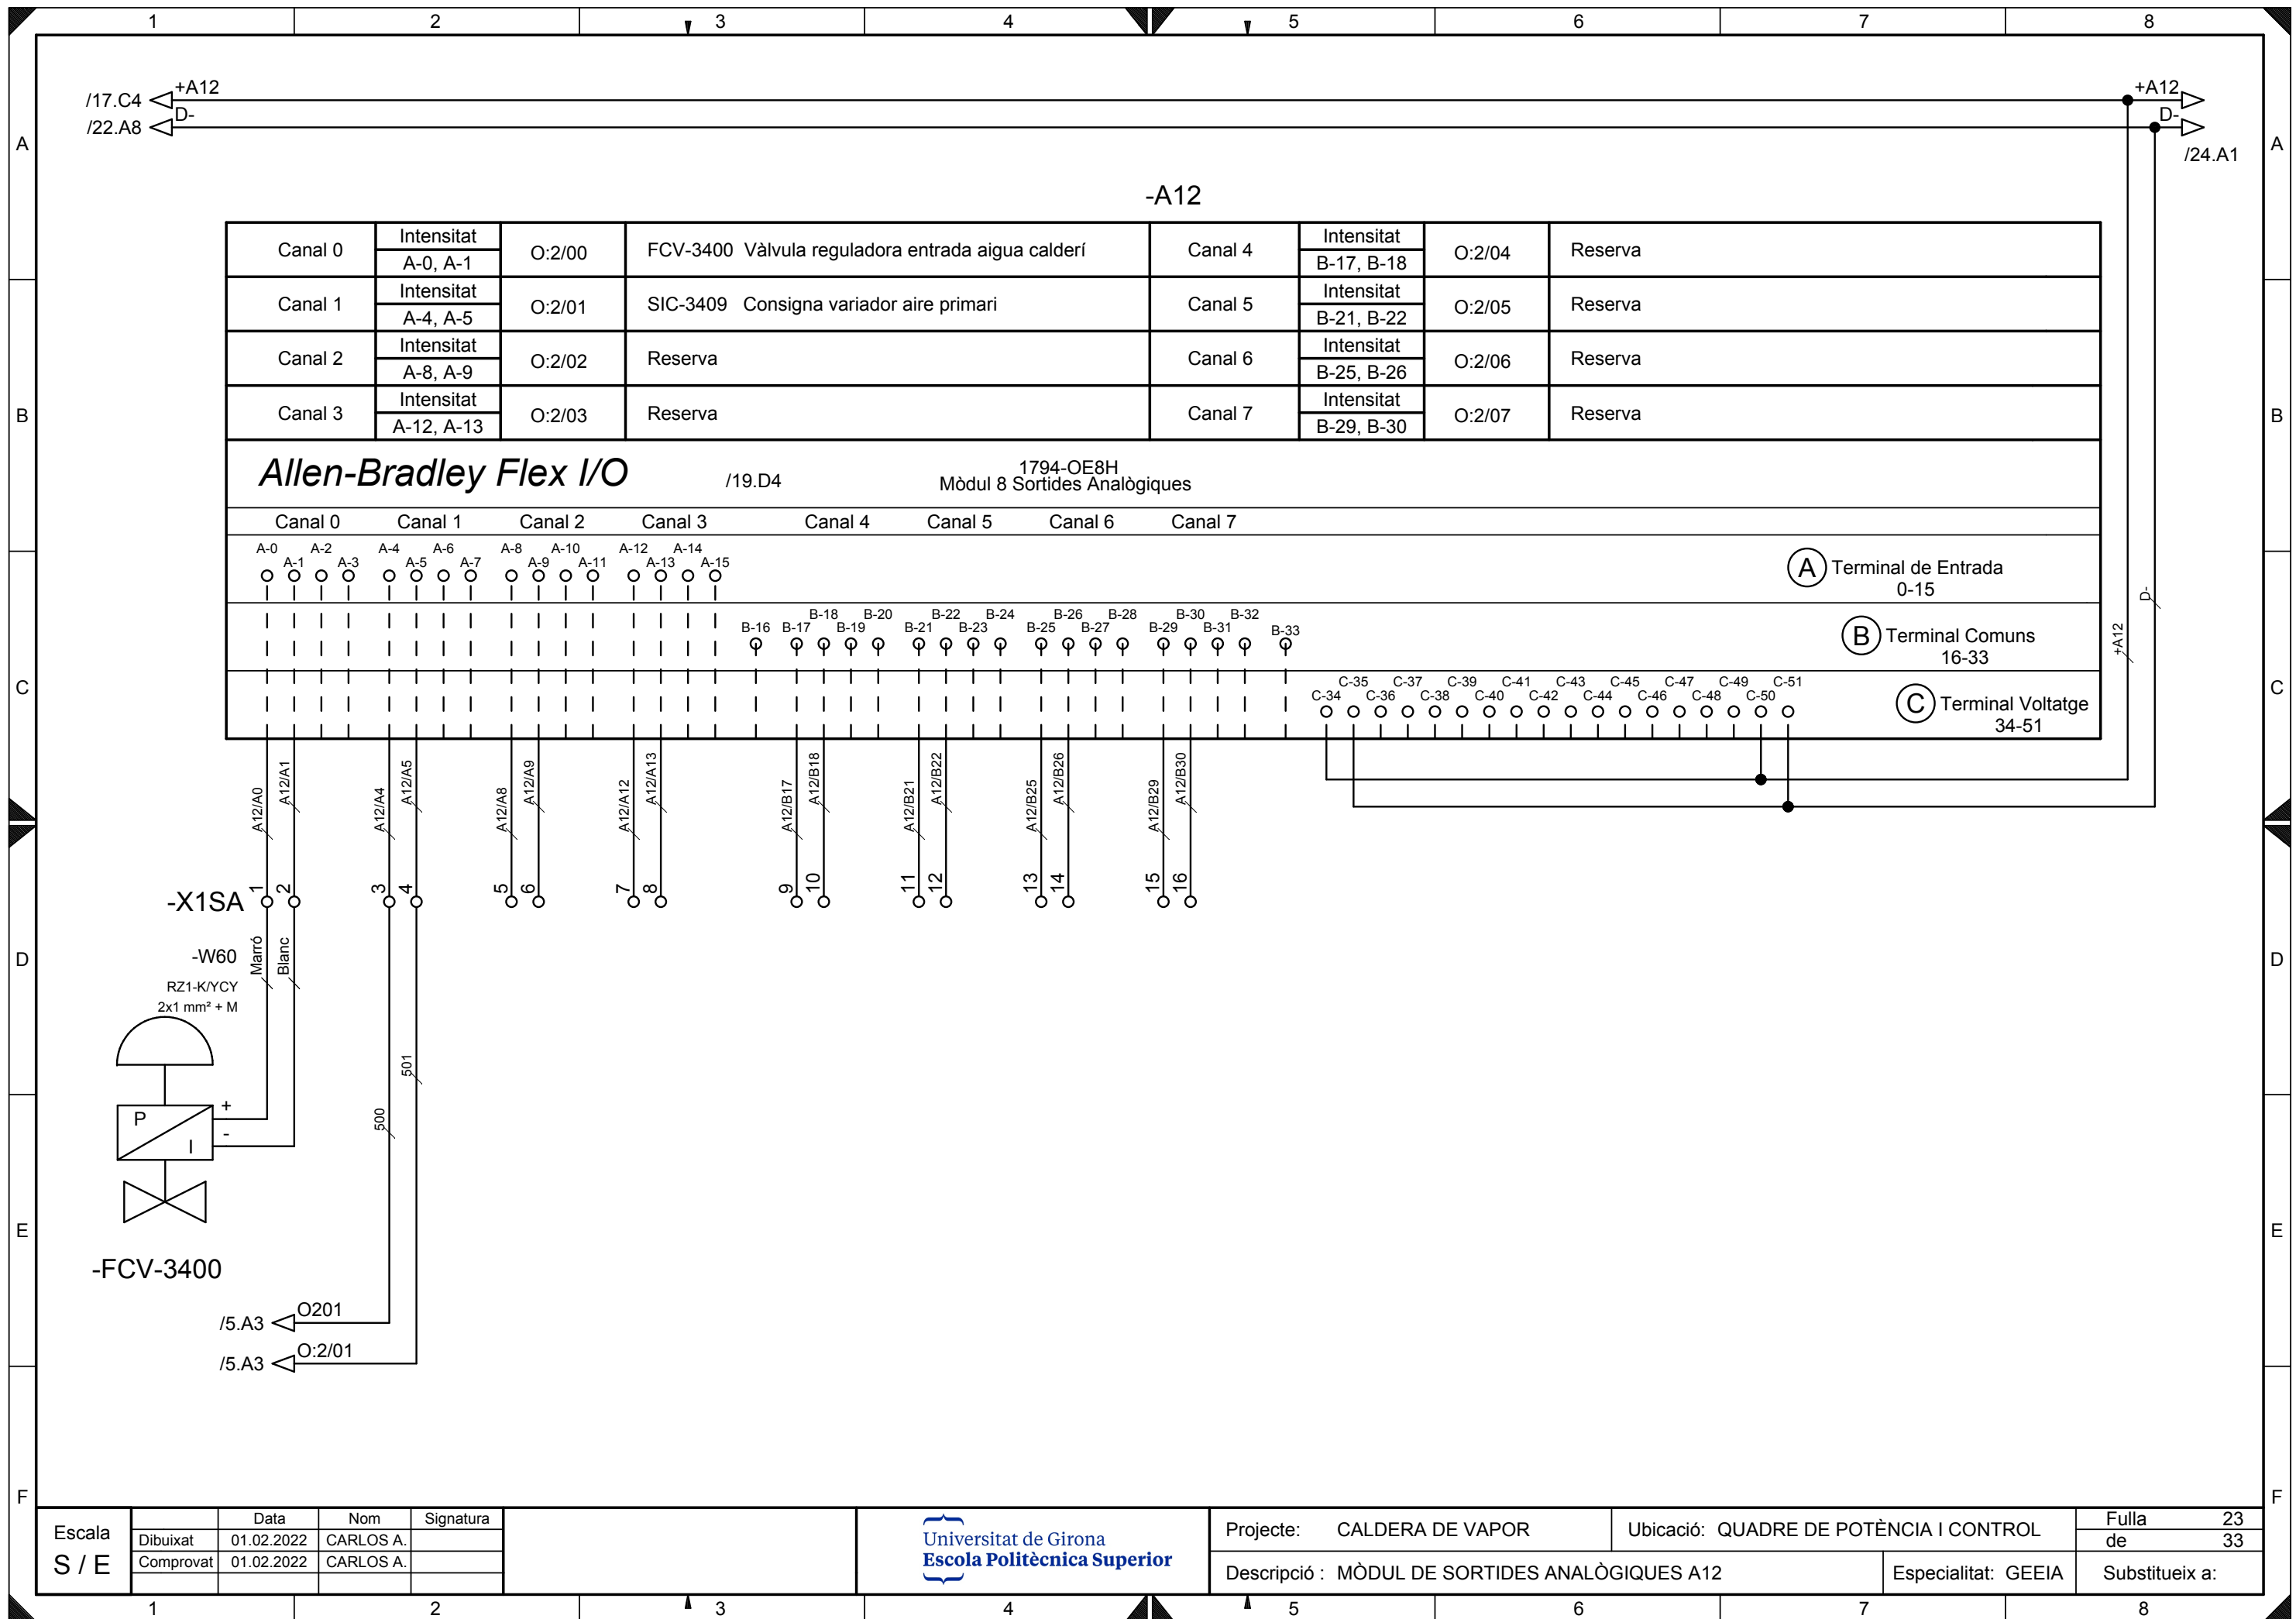 1 2 3 4 5 6 7 8
A
B
C
D
E
F
A
B
C
D
E
F
+A12
/17.C4
D-
/22.A8
+A12
D-
/24.A1
-A12
Canal 0 Intensitat A-0, A-1 O:2/00 FCV-3400 Vàlvula reguladora entrada aigua calderí
Canal 4 Intensitat B-17, B-18 O:2/04 Reserva
Canal 1 Intensitat A-4, A-5 O:2/01 SIC-3409 Consigna variador aire primari
Canal 5 Intensitat B-21, B-22 O:2/05 Reserva
Canal 2 Intensitat A-8, A-9 O:2/02 Reserva
Canal 6 Intensitat B-25, B-26 O:2/06 Reserva
Canal 3 Intensitat A-12, A-13 O:2/03 Reserva
Canal 7 Intensitat B-29, B-30 O:2/07 Reserva
Allen-Bradley Flex I/O
/19.D4
1794-OE8H
Mòdul 8 Sortides Analògiques
Canal 0 Canal 1 Canal 2 Canal 3 Canal 4 Canal 5 Canal 6 Canal 7
A-0 A-2 A-4 A-6 A-8 A-10 A-12 A-14
A-1 A-3 A-5 A-7 A-9 A-11 A-13 A-15
A Terminal de Entrada
0-15
B-18 B-20 B-22 B-24 B-26 B-28 B-30 B-32
B-16 B-17 B-19 B-21 B-23 B-25 B-27 B-29 B-31 B-33
B Terminal Comuns
16-33
C-35 C-37 C-39 C-41 C-43 C-45 C-47 C-49 C-51
C-34 C-36 C-38 C-40 C-42 C-44 C-46 C-48 C-50
C Terminal Voltatge
34-51
+A12
D-
A12/A0 A12/A1 A12/A4 A12/A5 A12/A8 A12/A9 A12/A12 A12/A13 A12/B17 A12/B18 A12/B21 A12/B22 A12/B25 A12/B26 A12/B29 A12/B30
-X1SA 1 2 3 4 5 6 7 8 9 10 11 12 13 14 15 16
-W60 Marró Blanc
RZ1-K/YCY
2x1 mm² + M
500 501
P I + -
-FCV-3400
O201
/5.A3
O:2/01
/5.A3
Escala
S / E
Data Nom Signatura
Dibuixat 01.02.2022 CARLOS A.
Comprovat 01.02.2022 CARLOS A.
Universitat de Girona
Escola Politècnica Superior
Projecte: CALDERA DE VAPOR
Ubicació: QUADRE DE POTÈNCIA I CONTROL
Fulla 23
de 33
Descripció : MÒDUL DE SORTIDES ANALÒGIQUES A12
Especialitat: GEEIA
Substitueix a:
1 2 3 4 5 6 7 8